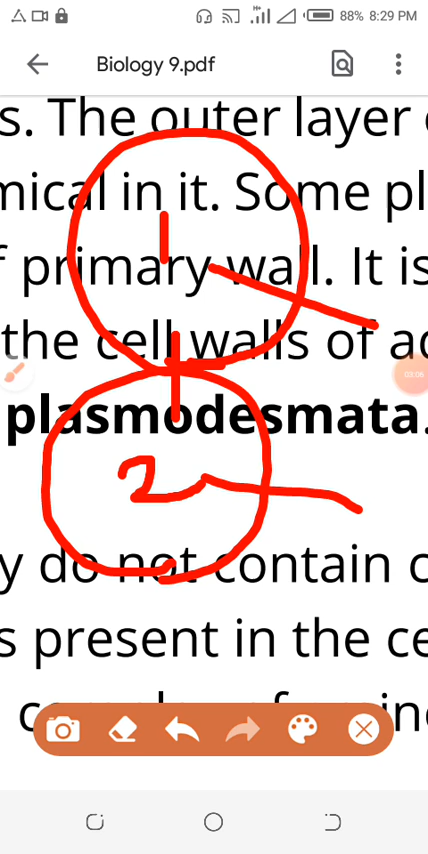 88% 8:29 PM
Biology 9.pdf
s. The outer layer
mical in it. Some pl
f primary wall. It is
the cell walls of ac
plasmodesmata.
y do not contain c
s present in the ce
1
2
03:06